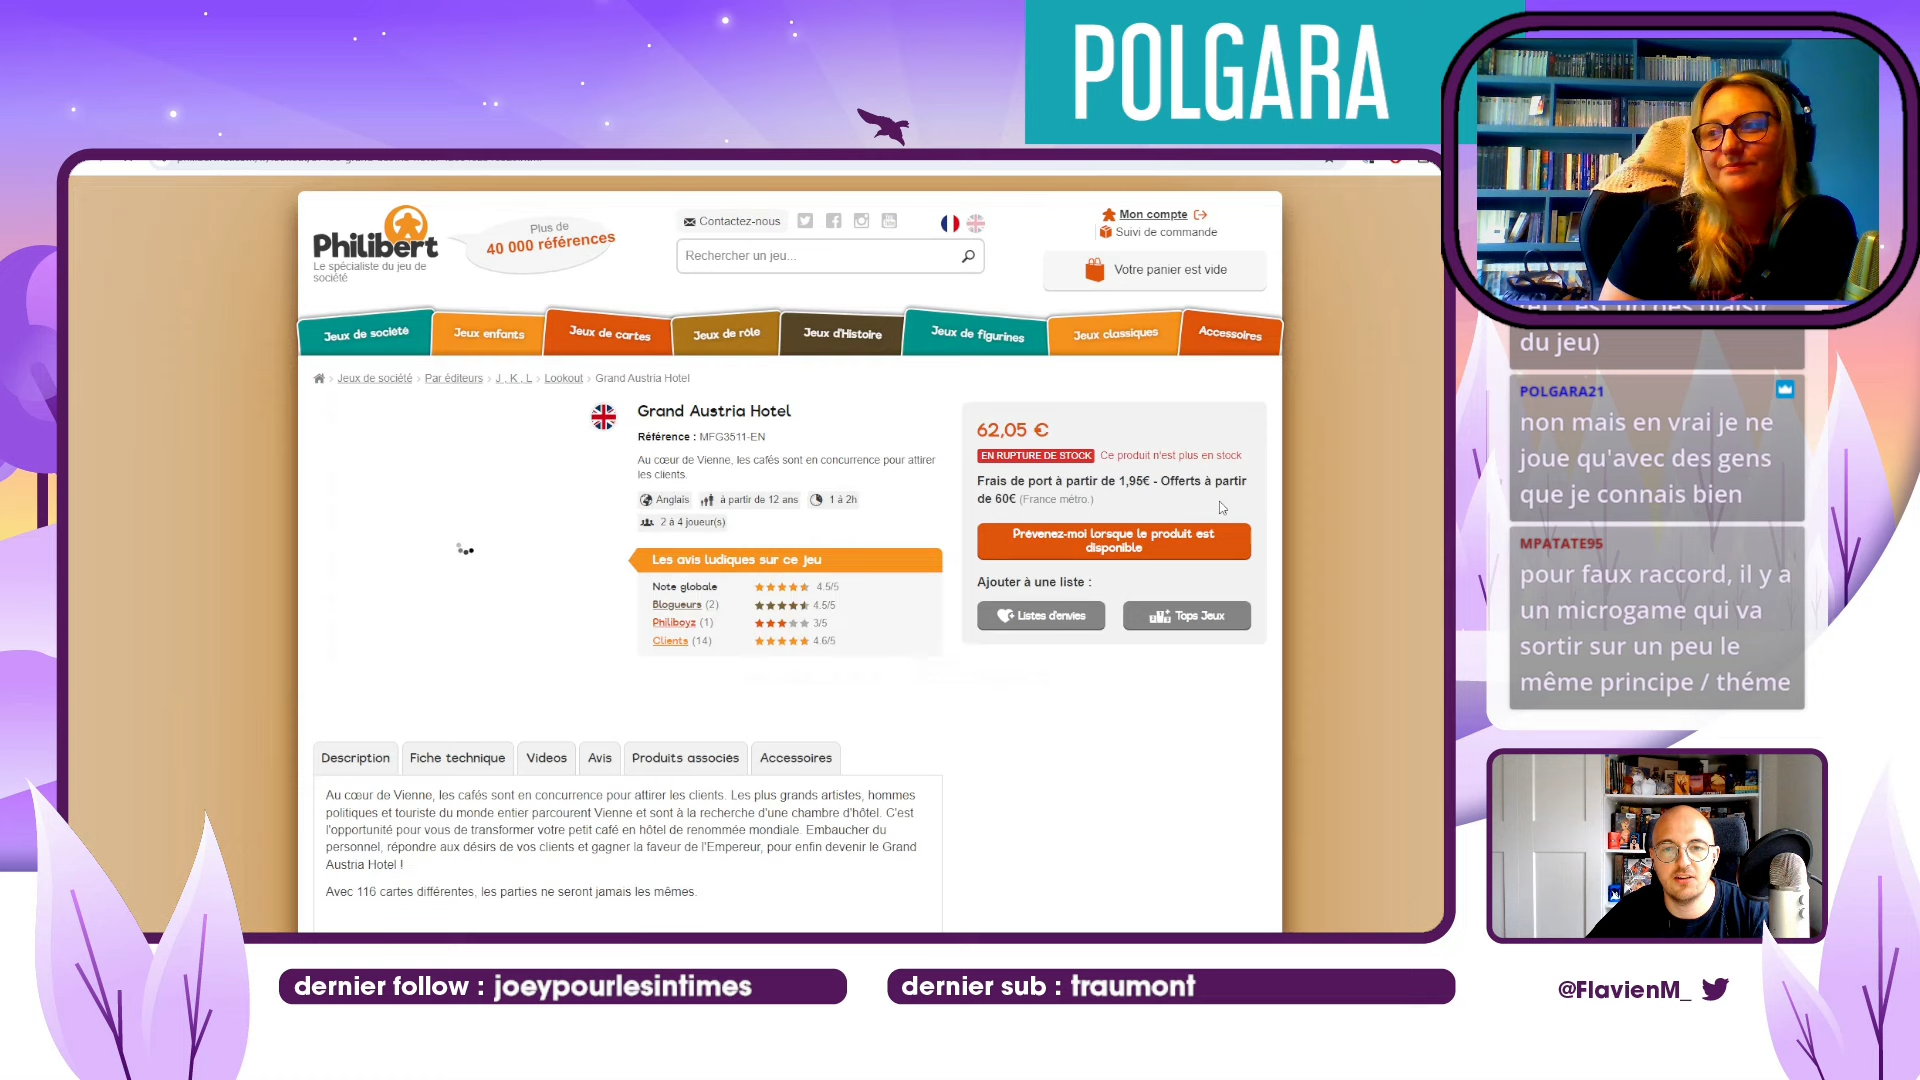 POLGARA
Philibert
Le spécialiste du jeu de
société
Plus de
40 000 références
Contactez-nous
Rechercher un jeu...
Mon compte
Suivi de commande
Votre panier est vide
Jeux de société
Jeux enfants
Jeux de cartes
Jeux de rôle
Jeux d'Histoire
Jeux de figurines
Jeux classiques
Accessoires
Jeux de société > Par éditeurs > J , K , L > Lookout > Grand Austria Hotel
Grand Austria Hotel
Référence : MFG3511-EN
Au cœur de Vienne, les cafés sont en concurrence pour attirer
les clients.
Anglais
à partir de 12 ans
1 à 2h
2 à 4 joueur(s)
Les avis ludiques sur ce jeu
Note globale 4.5/5
Blogueurs (2) 4.5/5
Philiboyz (1) 3/5
Clients (14) 4.6/5
62,05 €
EN RUPTURE DE STOCK Ce produit n'est plus en stock
Frais de port à partir de 1,95€ - Offerts à partir
de 60€ (France métro.)
Prévenez-moi lorsque le produit est
disponible
Ajouter à une liste :
Listes d'envies
Tops Jeux
Description
Fiche technique
Videos
Avis
Produits associés
Accessoires
Au cœur de Vienne, les cafés sont en concurrence pour attirer les clients. Les plus grands artistes, hommes
politiques et touriste du monde entier parcourent Vienne et sont à la recherche d'une chambre d'hôtel. C'est
l'opportunité pour vous de transformer votre petit café en hôtel de renommée mondiale. Embaucher du
personnel, répondre aux désirs de vos clients et gagner la faveur de l'Empereur, pour enfin devenir le Grand
Austria Hotel !
Avec 116 cartes différentes, les parties ne seront jamais les mêmes.
du jeu)
POLGARA21
non mais en vrai je ne
joue qu'avec des gens
que je connais bien
MPATATE95
pour faux raccord, il y a
un microgame qui va
sortir sur un peu le
même principe / théme
dernier follow : joeypourlesintimes
dernier sub : traumont
@FlavienM_